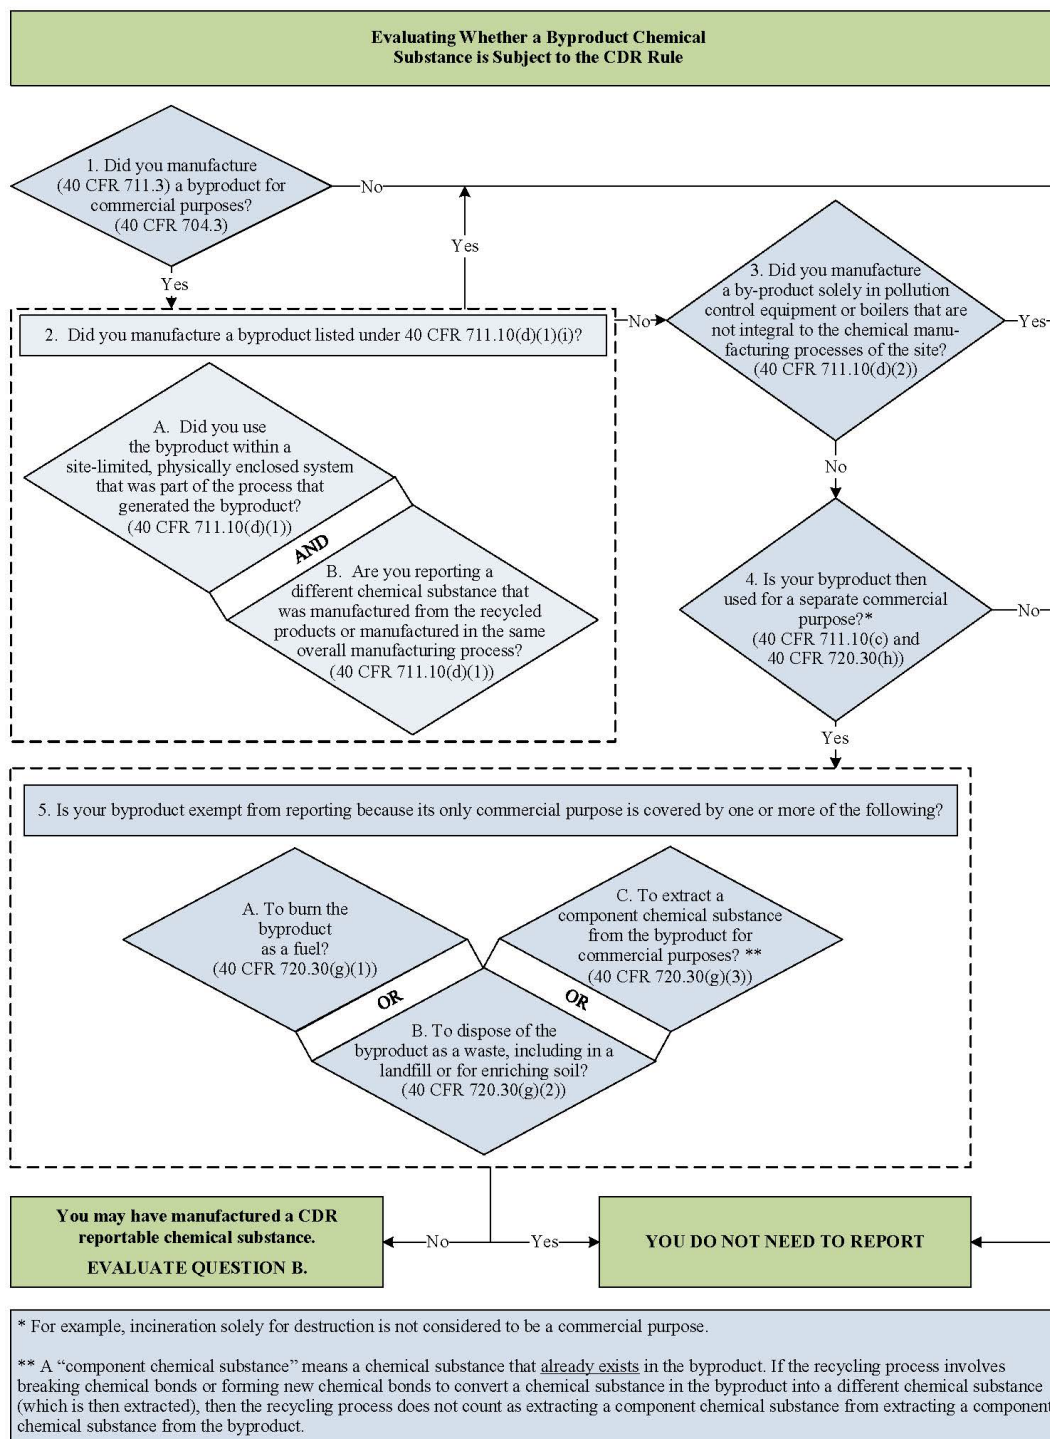 Evaluating Whether a Byproduct Chemical
Substance is Subject to the CDR Rule
1. Did you manufacture
(40 CFR 711.3) a byproduct for
commercial purposes?
(40 CFR 704.3)
No
Yes
Yes
2. Did you manufacture a byproduct listed under 40 CFR 711.10(d)(1)(i)?
A. Did you use
the byproduct within a
site-limited, physically enclosed system
that was part of the process that
generated the byproduct?
(40 CFR 711.10(d)(1))
AND
B. Are you reporting a
different chemical substance that
was manufactured from the recycled
products or manufactured in the same
overall manufacturing process?
(40 CFR 711.10(d)(1))
No
3. Did you manufacture
a by-product solely in pollution
control equipment or boilers that are
not integral to the chemical manu-
facturing processes of the site?
(40 CFR 711.10(d)(2))
Yes
No
4. Is your byproduct then
used for a separate commercial
purpose?*
(40 CFR 711.10(c) and
40 CFR 720.30(h))
No
Yes
5. Is your byproduct exempt from reporting because its only commercial purpose is covered by one or more of the following?
A. To burn the
byproduct
as a fuel?
(40 CFR 720.30(g)(1))
OR
B. To dispose of the
byproduct as a waste, including in a
landfill or for enriching soil?
(40 CFR 720.30(g)(2))
OR
C. To extract a
component chemical substance
from the byproduct for
commercial purposes? **
(40 CFR 720.30(g)(3))
You may have manufactured a CDR
reportable chemical substance.
EVALUATE QUESTION B.
No
Yes
YOU DO NOT NEED TO REPORT
* For example, incineration solely for destruction is not considered to be a commercial purpose.
** A “component chemical substance” means a chemical substance that already exists in the byproduct. If the recycling process involves
breaking chemical bonds or forming new chemical bonds to convert a chemical substance in the byproduct into a different chemical substance
(which is then extracted), then the recycling process does not count as extracting a component chemical substance from extracting a component
chemical substance from the byproduct.